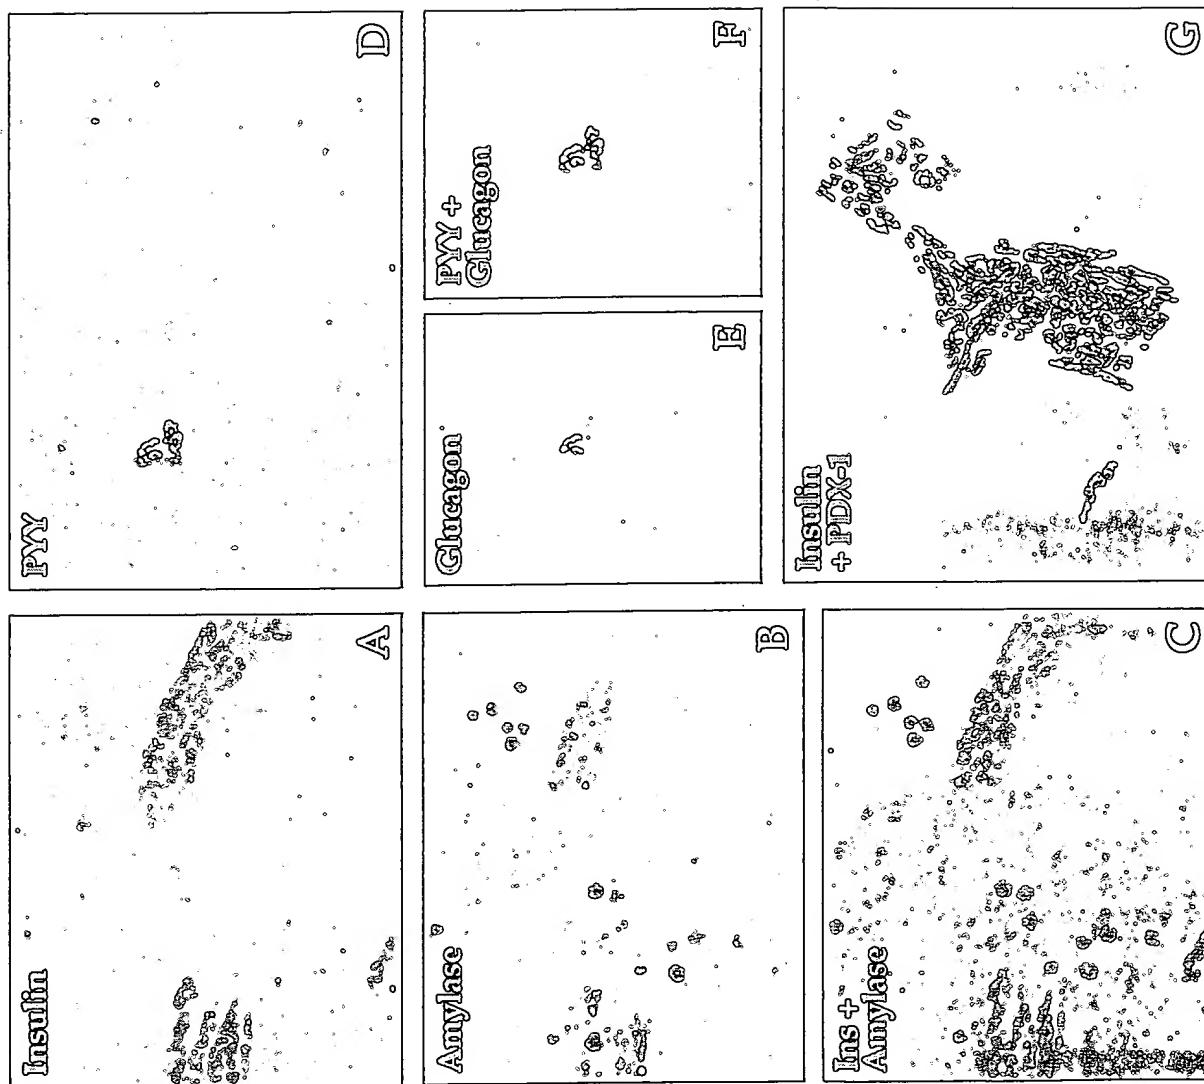 Insulin
A
Amylase
B
Ins +
Amylase
C
PYY
D
Glucagon
E
PYY +
Glucagon
F
Insulin
+ PDX-1
G